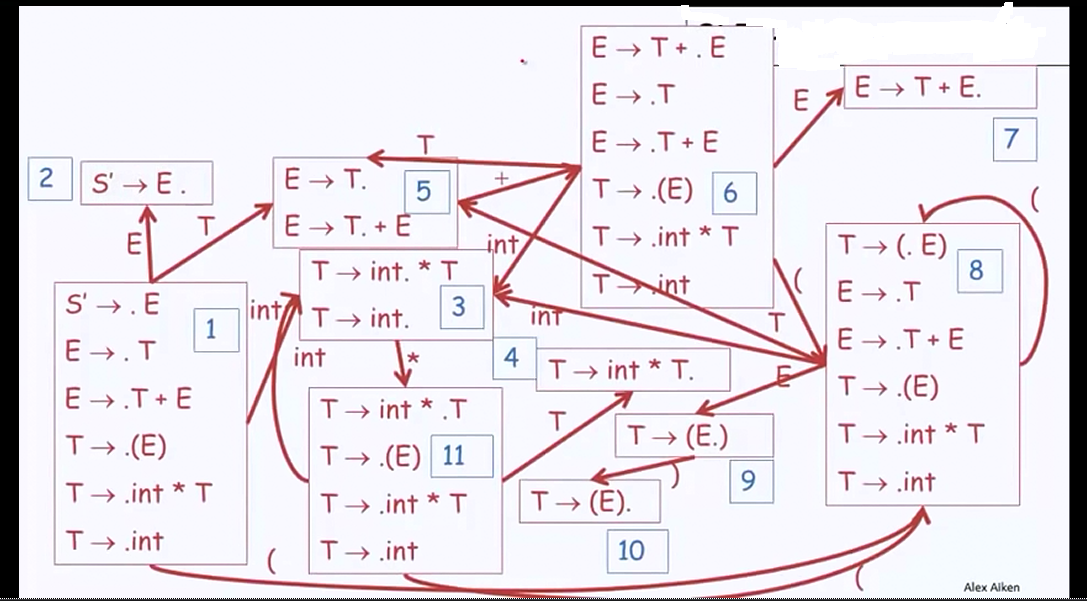 E → T + . E
E → .T
E → .T + E
T → .(E)
T → .int * T
T → .int
E
E → T + E.
7
6
2
S' → E .
T
E → T.
E → T. + E
5
+
E
T
int
T → int. * T
T → int.
3
int
int
int
*
S' → . E
E → . T
E → .T + E
T → .(E)
T → .int * T
T → .int
1
(
T → (. E)
E → .T
E → .T + E
T → .(E)
T → .int * T
T → .int
8
(
T
E
4
T → int * T.
T
T → (E.)
9
)
T → (E).
10
T → int * .T
T → .(E)
T → .int * T
T → .int
11
(
(
Alex Aiken